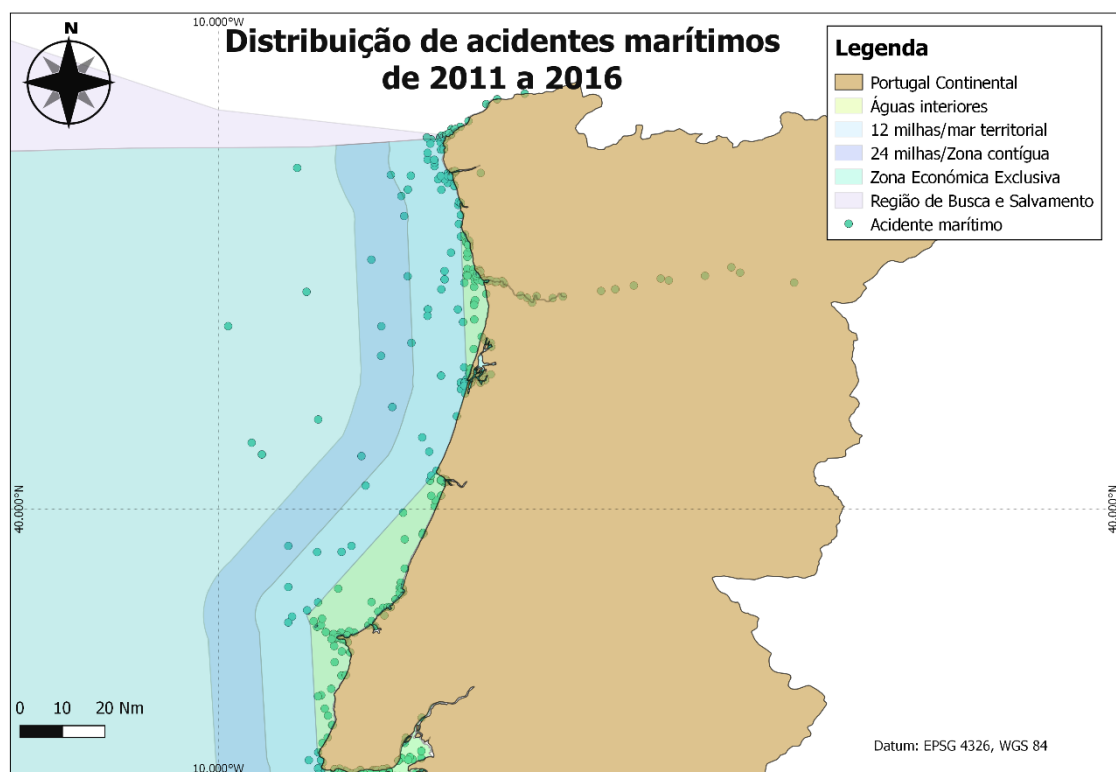 10.000°W
Distribuição de acidentes marítimos
de 2011 a 2016
N
Legenda
Portugal Continental
Águas interiores
12 milhas/mar territorial
24 milhas/Zona contígua
Zona Económica Exclusiva
Região de Busca e Salvamento
Acidente marítimo
40.000°N
40.000°N
0 10 20 Nm
10.000°W
Datum: EPSG 4326, WGS 84